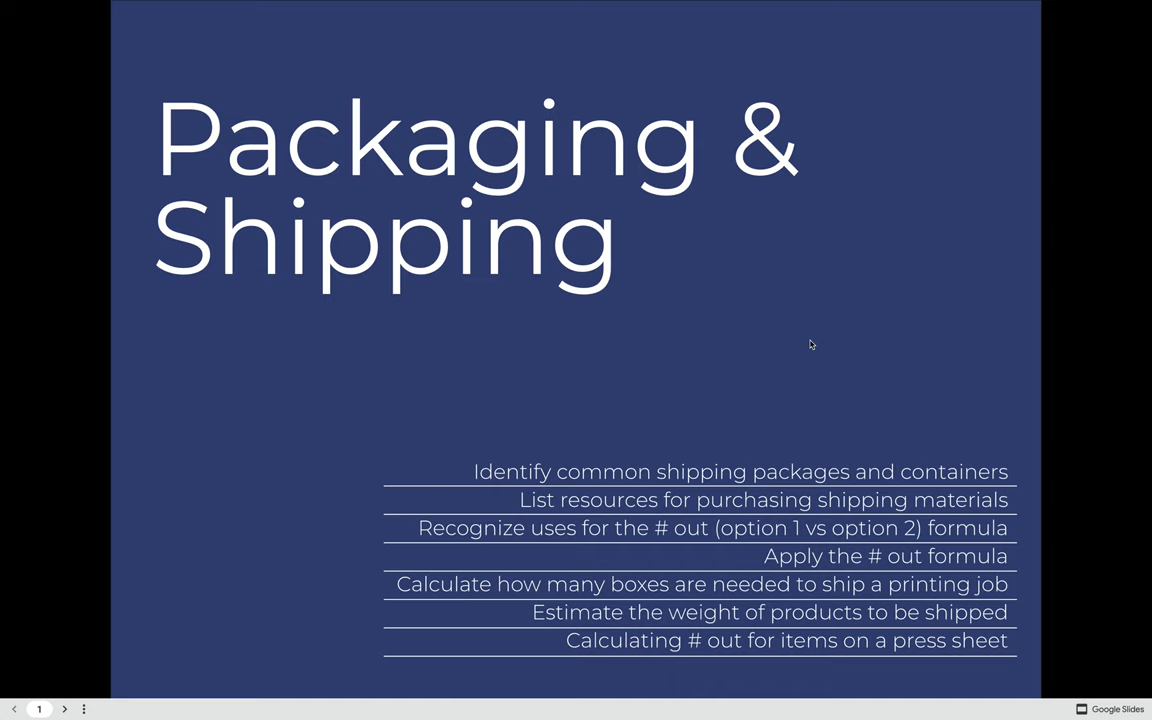 Packaging &
Shipping
Identify common shipping packages and containers
List resources for purchasing shipping materials
Recognize uses for the # out (option 1 vs option 2) formula
Apply the # out formula
Calculate how many boxes are needed to ship a printing job
Estimate the weight of products to be shipped
Calculating # out for items on a press sheet
1
Google Slides